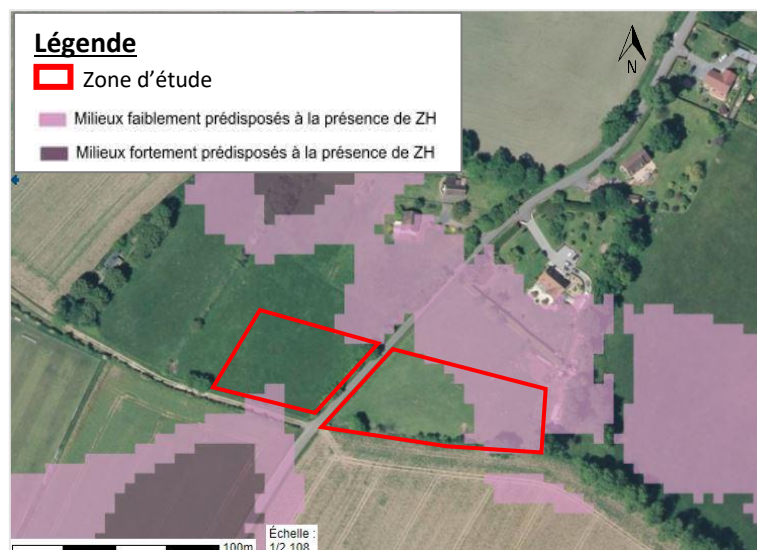 Légende
Zone d'étude
Milieux faiblement prédisposés à la présence de ZH
Milieux fortement prédisposés à la présence de ZH
N
100m
Échelle :
1/2 108